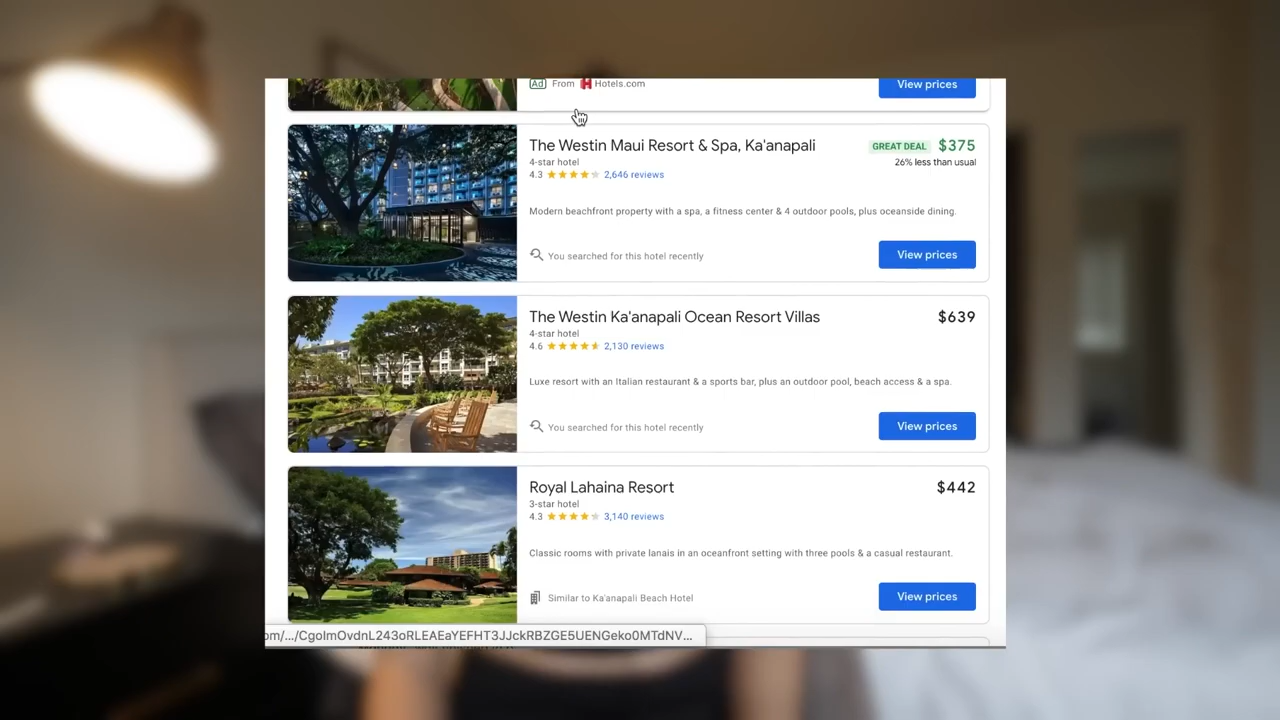 Ad From Hotels.com
View prices
The Westin Maui Resort & Spa, Ka'anapali
GREAT DEAL $375
4-star hotel
26% less than usual
4.3 2,646 reviews
Modern beachfront property with a spa, a fitness center & 4 outdoor pools, plus oceanside dining.
You searched for this hotel recently
View prices
The Westin Ka'anapali Ocean Resort Villas
$639
4-star hotel
4.6 2,130 reviews
Luxe resort with an Italian restaurant & a sports bar, plus an outdoor pool, beach access & a spa.
You searched for this hotel recently
View prices
Royal Lahaina Resort
$442
3-star hotel
4.3 3,140 reviews
Classic rooms with private lanais in an oceanfront setting with three pools & a casual restaurant.
Similar to Ka'anapali Beach Hotel
View prices
om/.../CgoImOvdnL243oRLEAEaYEFHT3JJckRBZGE5UENGeko0MTdNV...